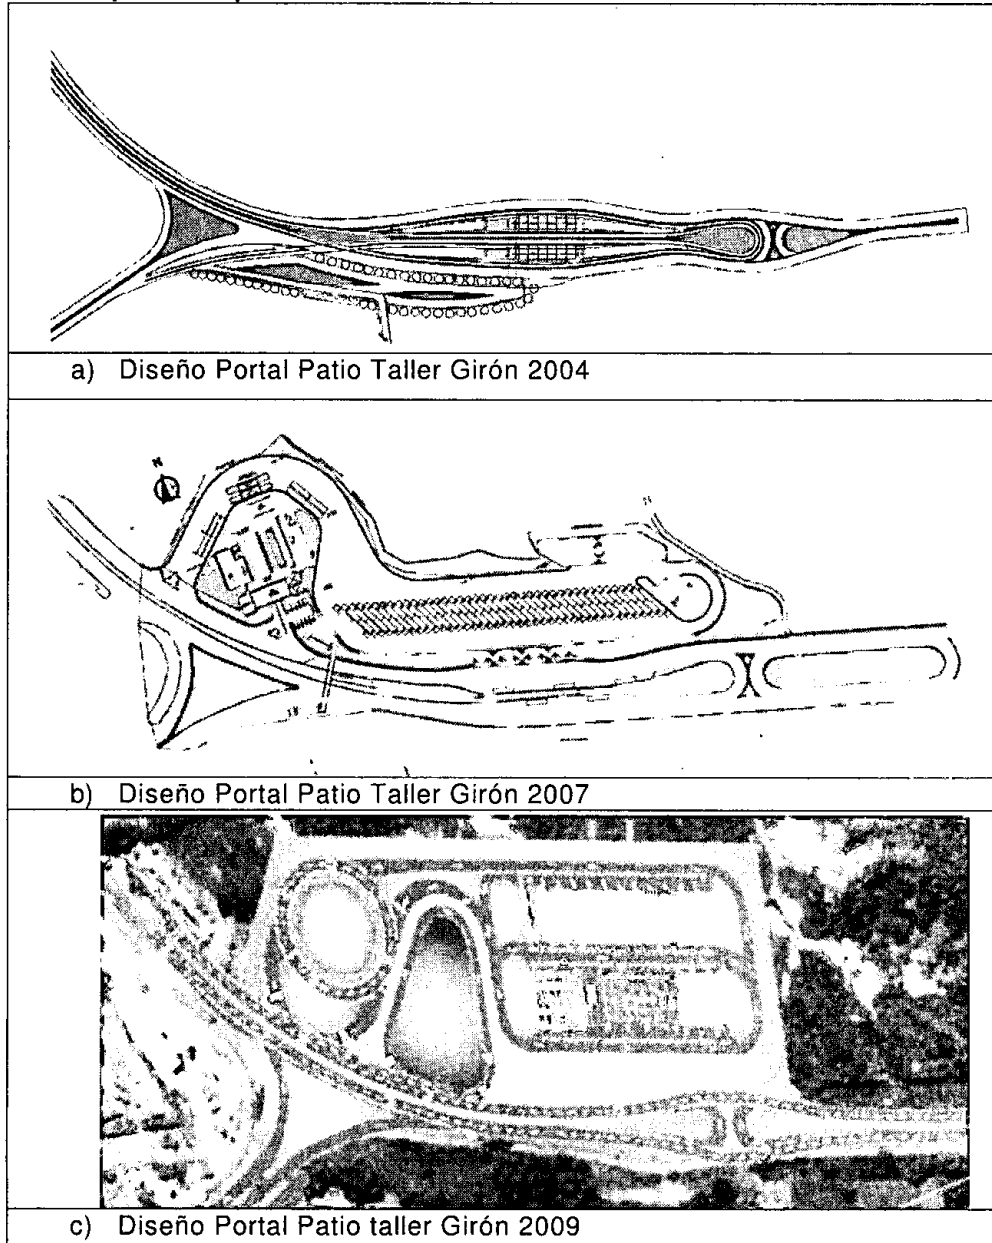 a) Diseño Portal Patio Taller Girón 2004
N
b) Diseño Portal Patio Taller Girón 2007
c) Diseño Portal Patio taller Girón 2009